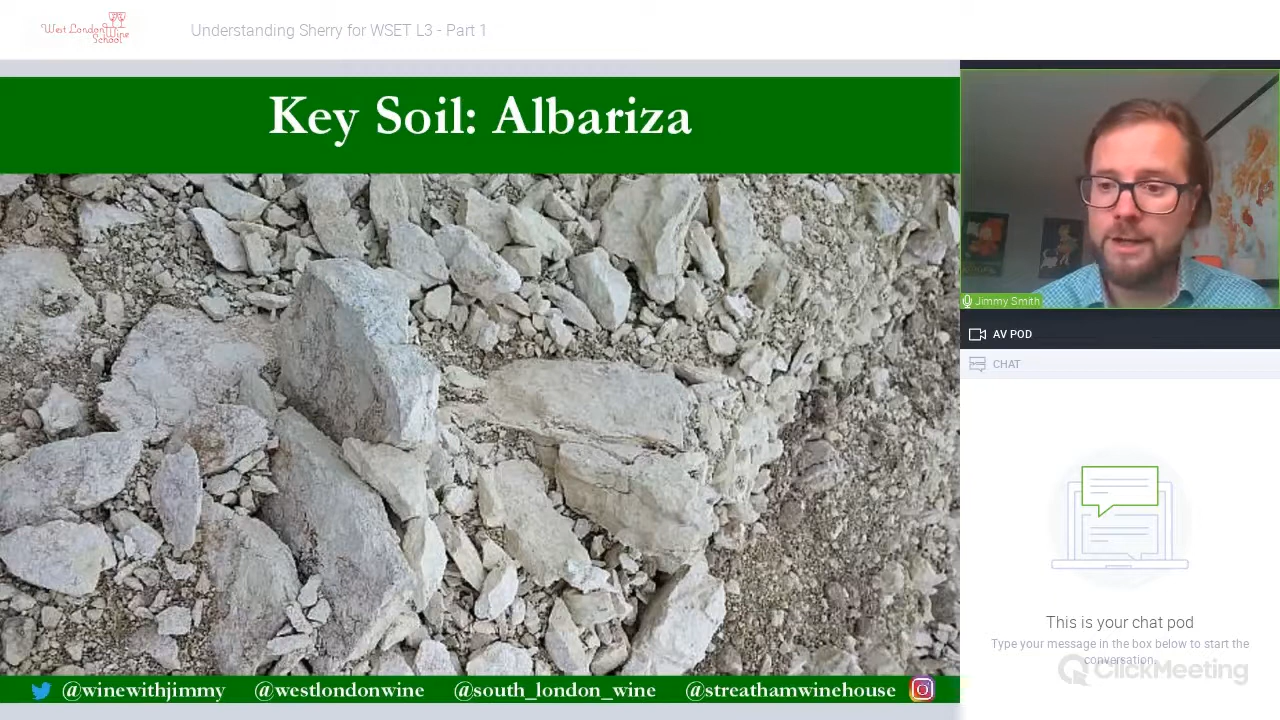 West London
Wine
School
Understanding Sherry for WSET L3 - Part 1
Key Soil: Albariza
@winewithjimmy @westlondonwine @south_london_wine @streathamwinehouse
Jimmy Smith
AV POD
CHAT
This is your chat pod
Type your message in the box below to start the
conversation.
ClickMeeting